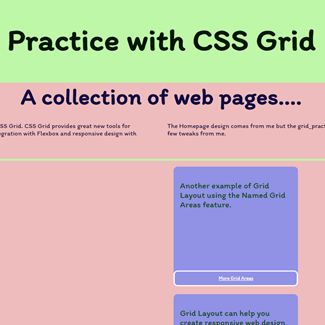 Practice with CSS Grid
A collection of web pages....
SS Grid. CSS Grid provides great new tools for
egration with Flexbox and responsive design with
The Homepage design comes from me but the grid_pract
few tweaks from me.
Another example of Grid
Layout using the Named Grid
Areas feature.
More Grid Areas
Grid Layout can help you
create responsive web design